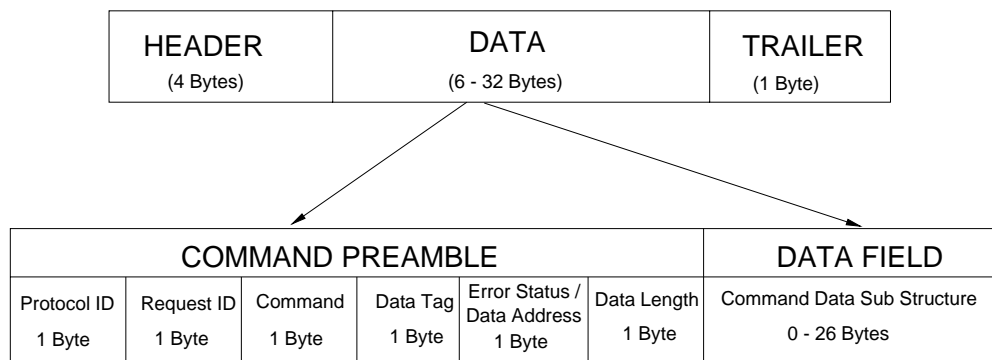 HEADER
(4 Bytes)
DATA
(6 - 32 Bytes)
TRAILER
(1 Byte)
COMMAND PREAMBLE
DATA FIELD
Protocol ID
1 Byte
Request ID
1 Byte
Command
1 Byte
Data Tag
1 Byte
Error Status /
Data Address
1 Byte
Data Length
1 Byte
Command Data Sub Structure
0 - 26 Bytes